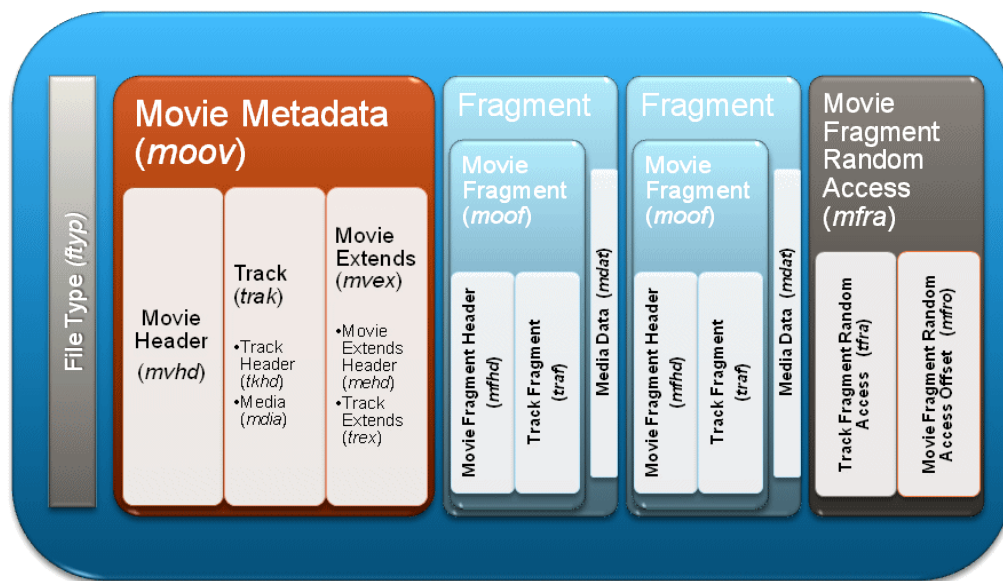 File Type (ftyp)
Movie Metadata
(moov)
Movie
Header
(mvhd)
Track
(trak)
•Track
Header
(tkhd)
•Media
(mdia)
Movie
Extends
(mvex)
•Movie
Extends
Header
(mehd)
•Track
Extends
(trex)
Fragment
Movie
Fragment
(moof)
Movie Fragment Header
(mfhd)
Track Fragment
(traf)
Media Data (mdat)
Fragment
Movie
Fragment
(moof)
Movie Fragment Header
(mfhd)
Track Fragment
(traf)
Media Data (mdat)
Movie
Fragment
Random
Access
(mfra)
Track Fragment Random
Access (tfra)
Movie Fragment Random
Access Offset (mfro)